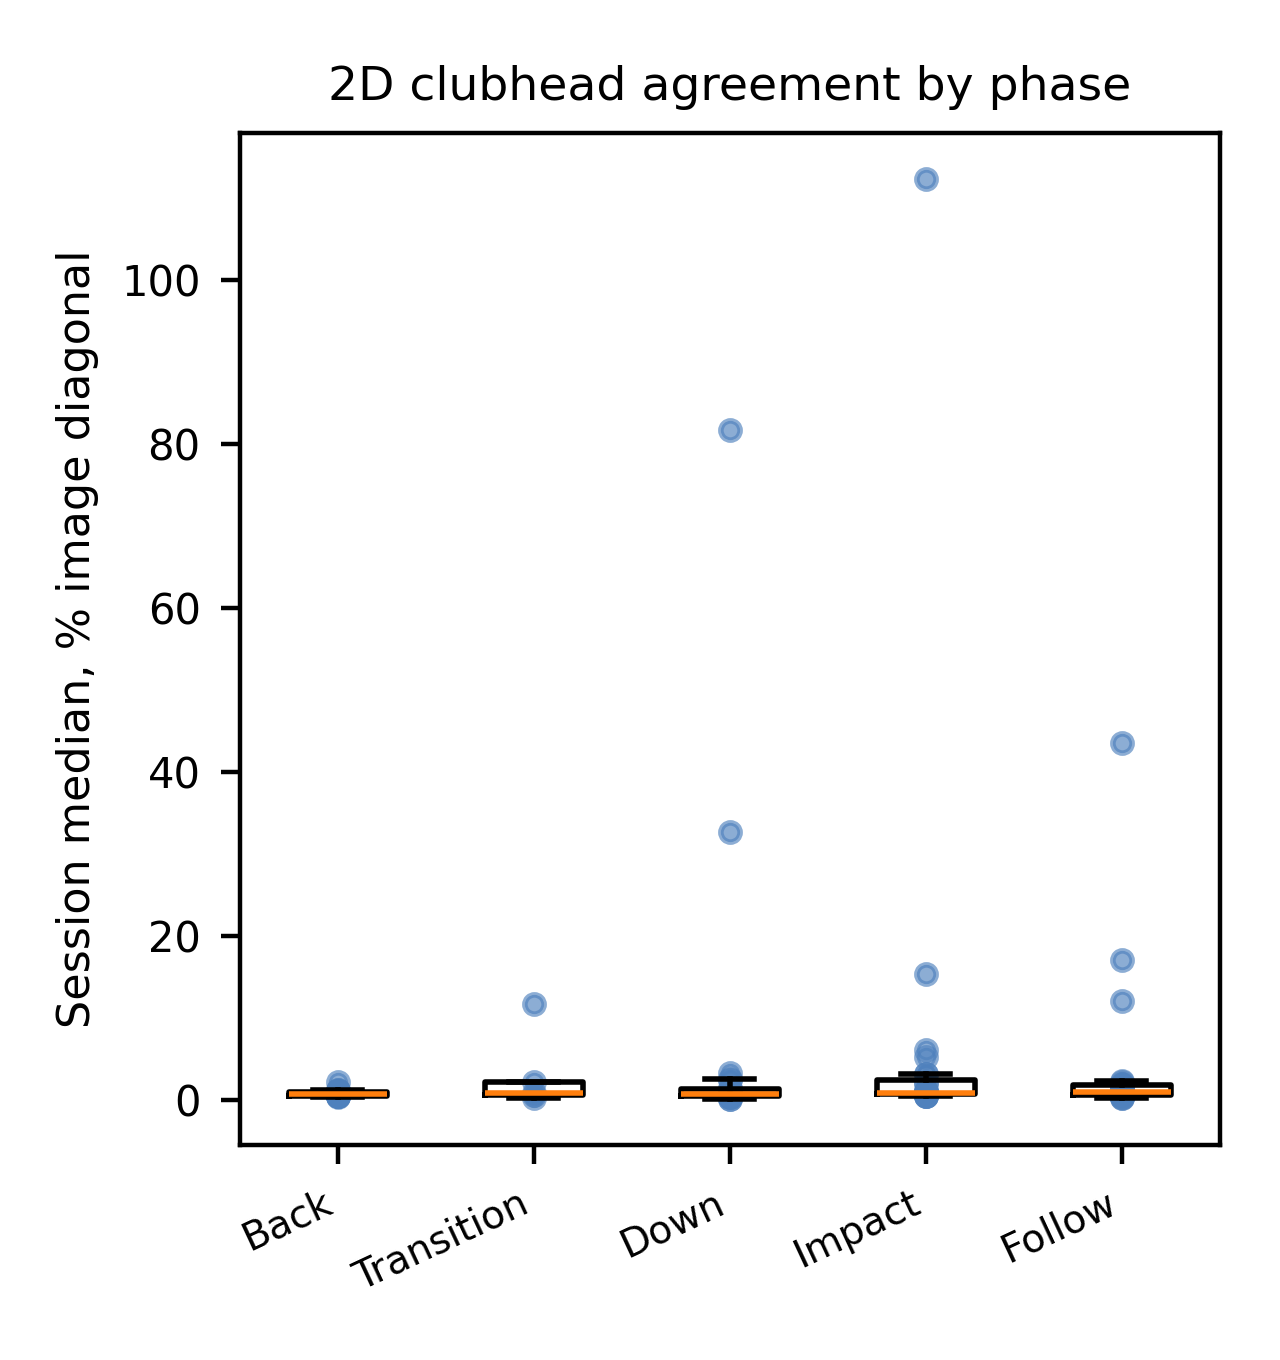 2D clubhead agreement by phase
Session median, % image diagonal
100
80
60
40
20
0
Back
Transition
Down
Impact
Follow